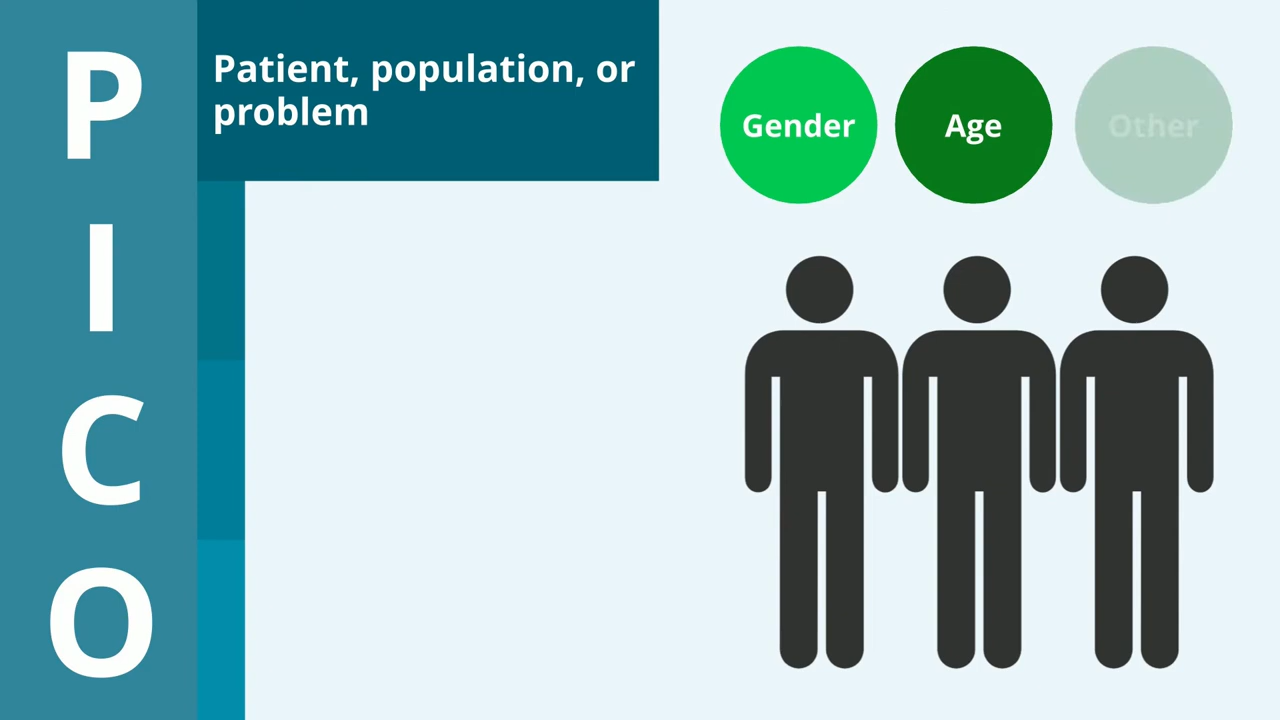 P
I
C
O
Patient, population, or
problem
Gender
Age
Other